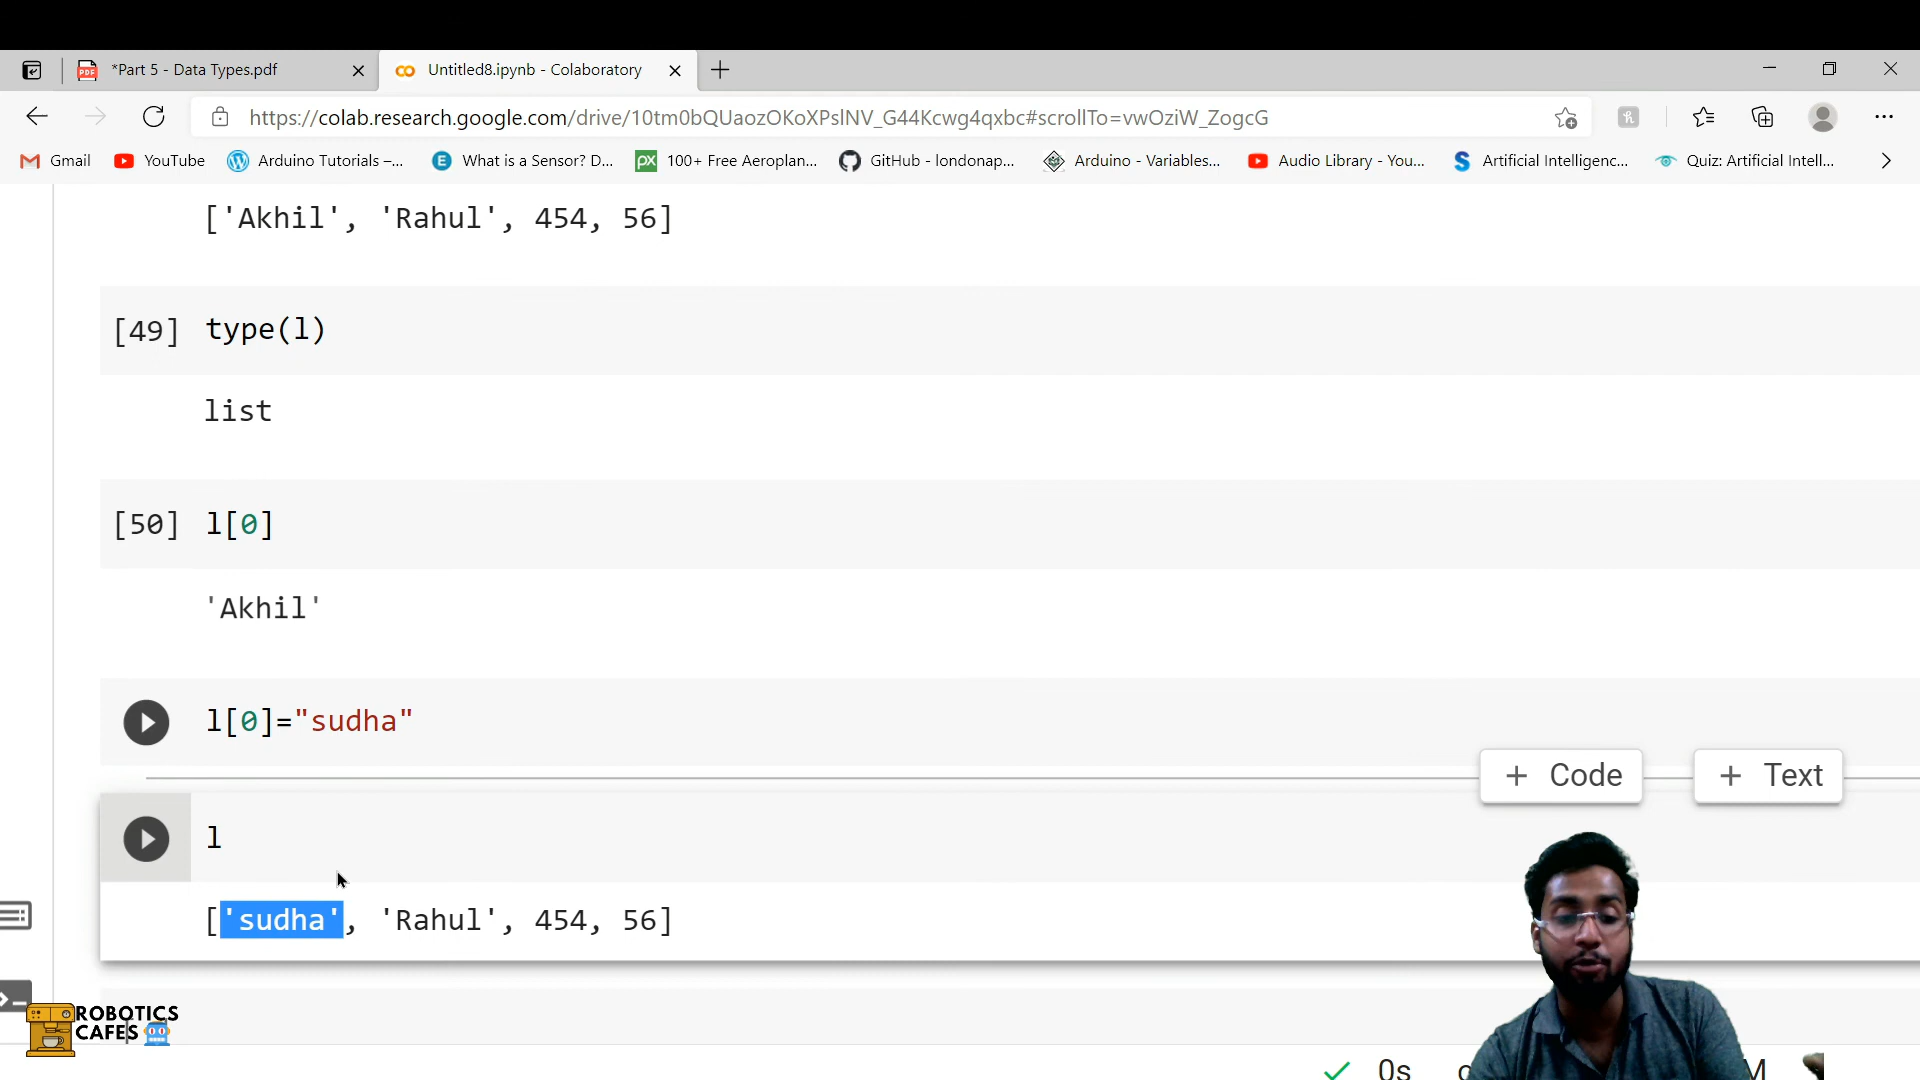 *Part 5 - Data Types.pdf
Untitled8.ipynb - Colaboratory
https://colab.research.google.com/drive/10tm0bQUaozOKoXPslNV_G44Kcwg4qxbc#scrollTo=vwOziW_ZogcG
Gmail YouTube Arduino Tutorials –... What is a Sensor? D... 100+ Free Aeroplan... GitHub - londonap... Arduino - Variables... Audio Library - You... Artificial Intelligenc... Quiz: Artificial Intell...
['Akhil', 'Rahul', 454, 56]
[49] type(l)
list
[50] l[0]
'Akhil'
l[0]="sudha"
+ Code + Text
l
['sudha', 'Rahul', 454, 56]
ROBOTICS
CAFES
0s